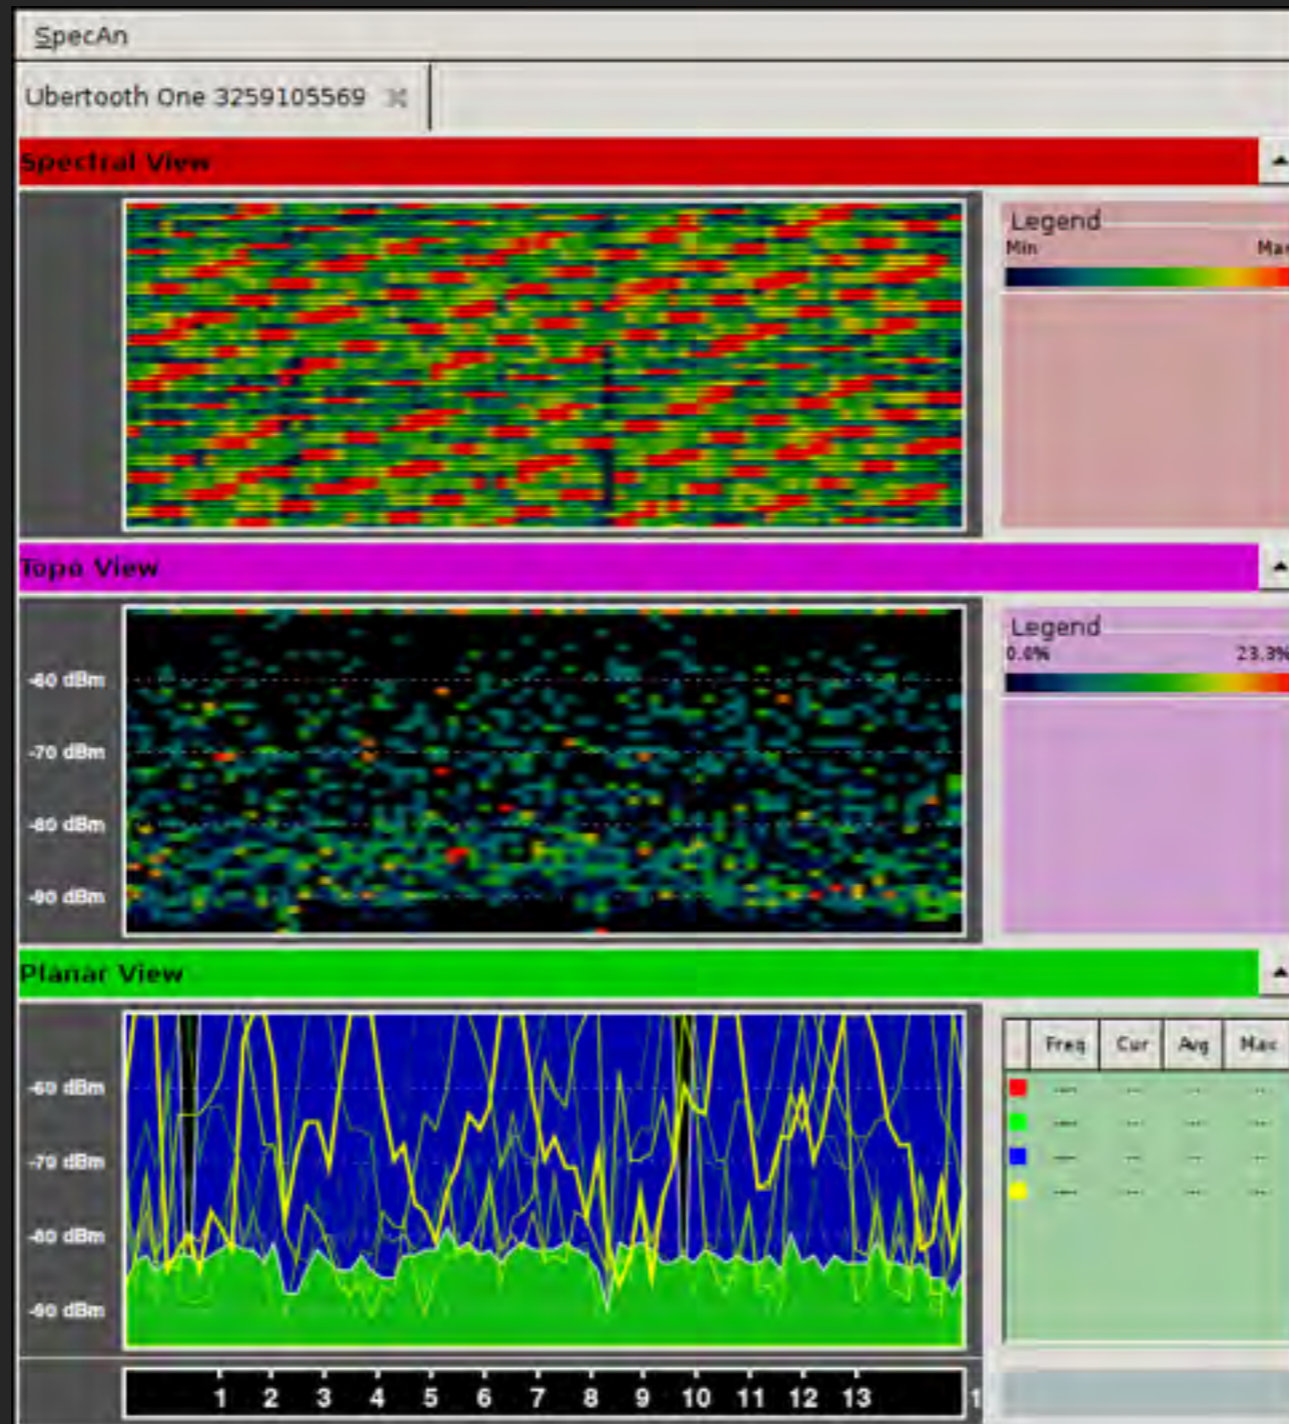 SpecAn
Ubertooth One 3259105569
Spectral View
Legend
Min Max
Topo View
-60 dBm
-70 dBm
-80 dBm
-90 dBm
Legend
0.0% 23.3%
Planar View
-60 dBm
-70 dBm
-80 dBm
-90 dBm
Freq Cur Avg Max
---- --- --- ---
---- --- --- ---
---- --- --- ---
---- --- --- ---
1 2 3 4 5 6 7 8 9 10 11 12 13 1